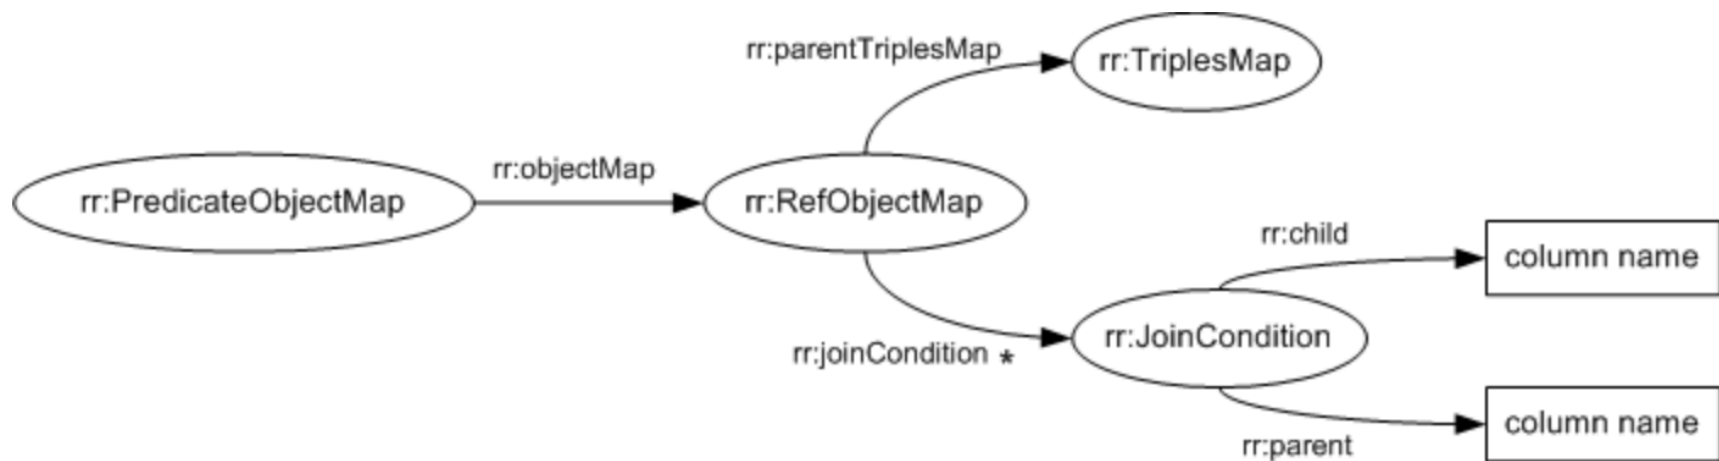 rr:parentTriplesMap
rr:TriplesMap
rr:objectMap
rr:PredicateObjectMap
rr:RefObjectMap
rr:child
column name
rr:joinCondition *
rr:JoinCondition
rr:parent
column name